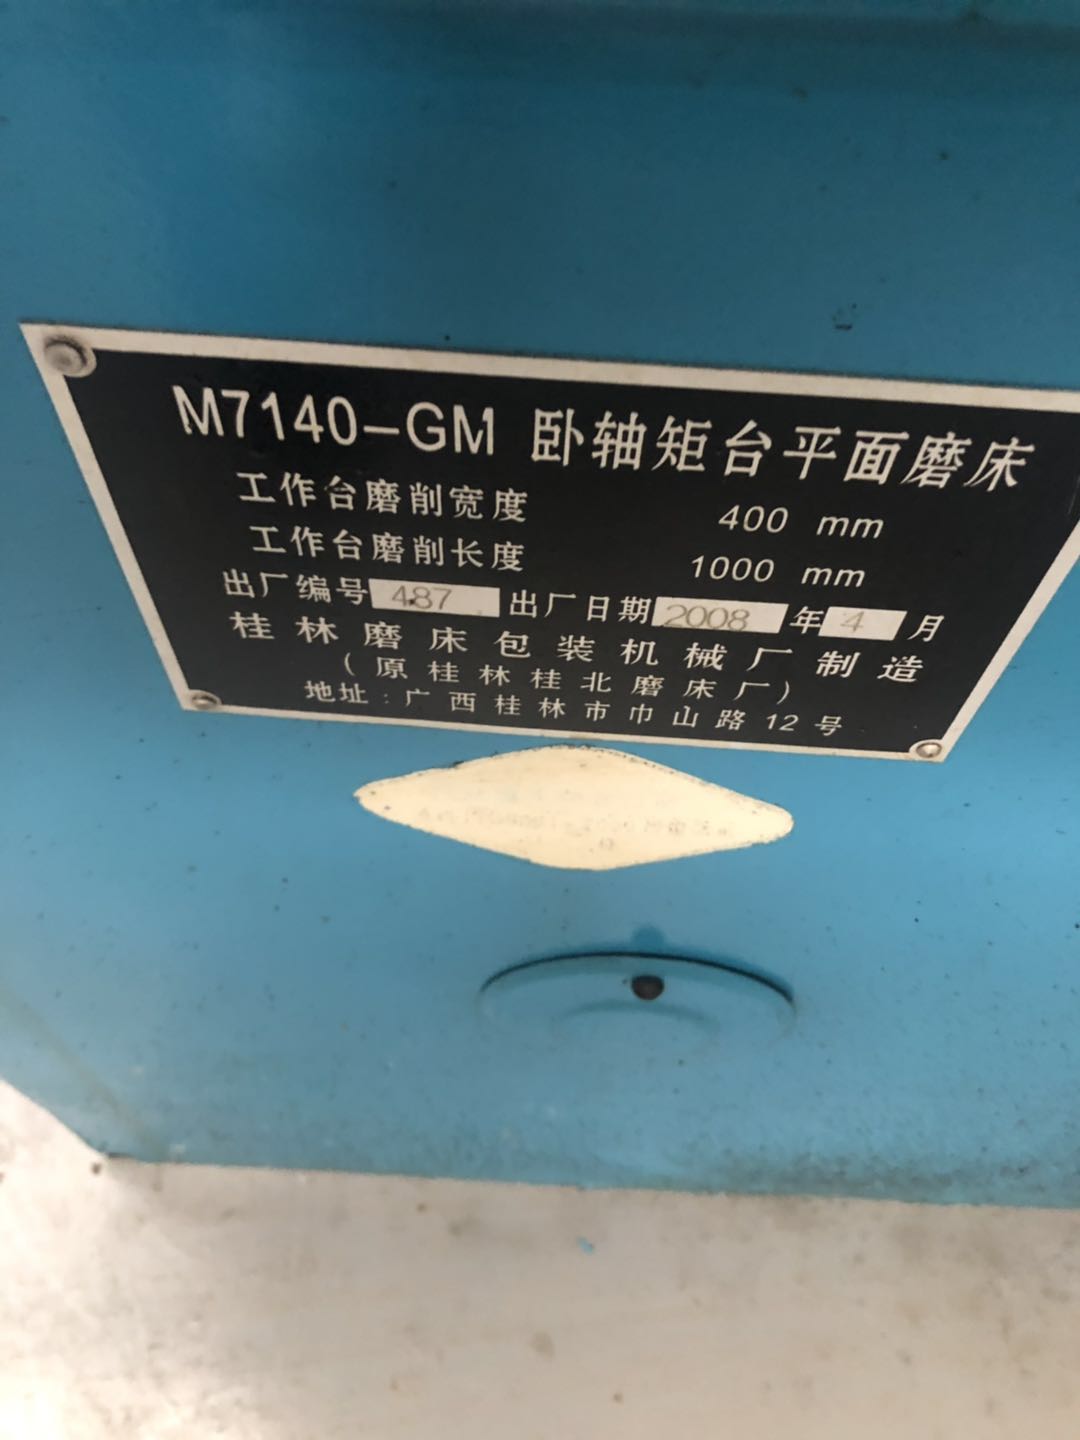 M7140-GM 卧轴矩台平面磨床
工作台磨削宽度 400 mm
工作台磨削长度 1000 mm
出厂编号 487 出厂日期 2008 年 4 月
桂林磨床包装机械厂制造
(原桂林桂北磨床厂)
地址:广西桂林市巾山路12号